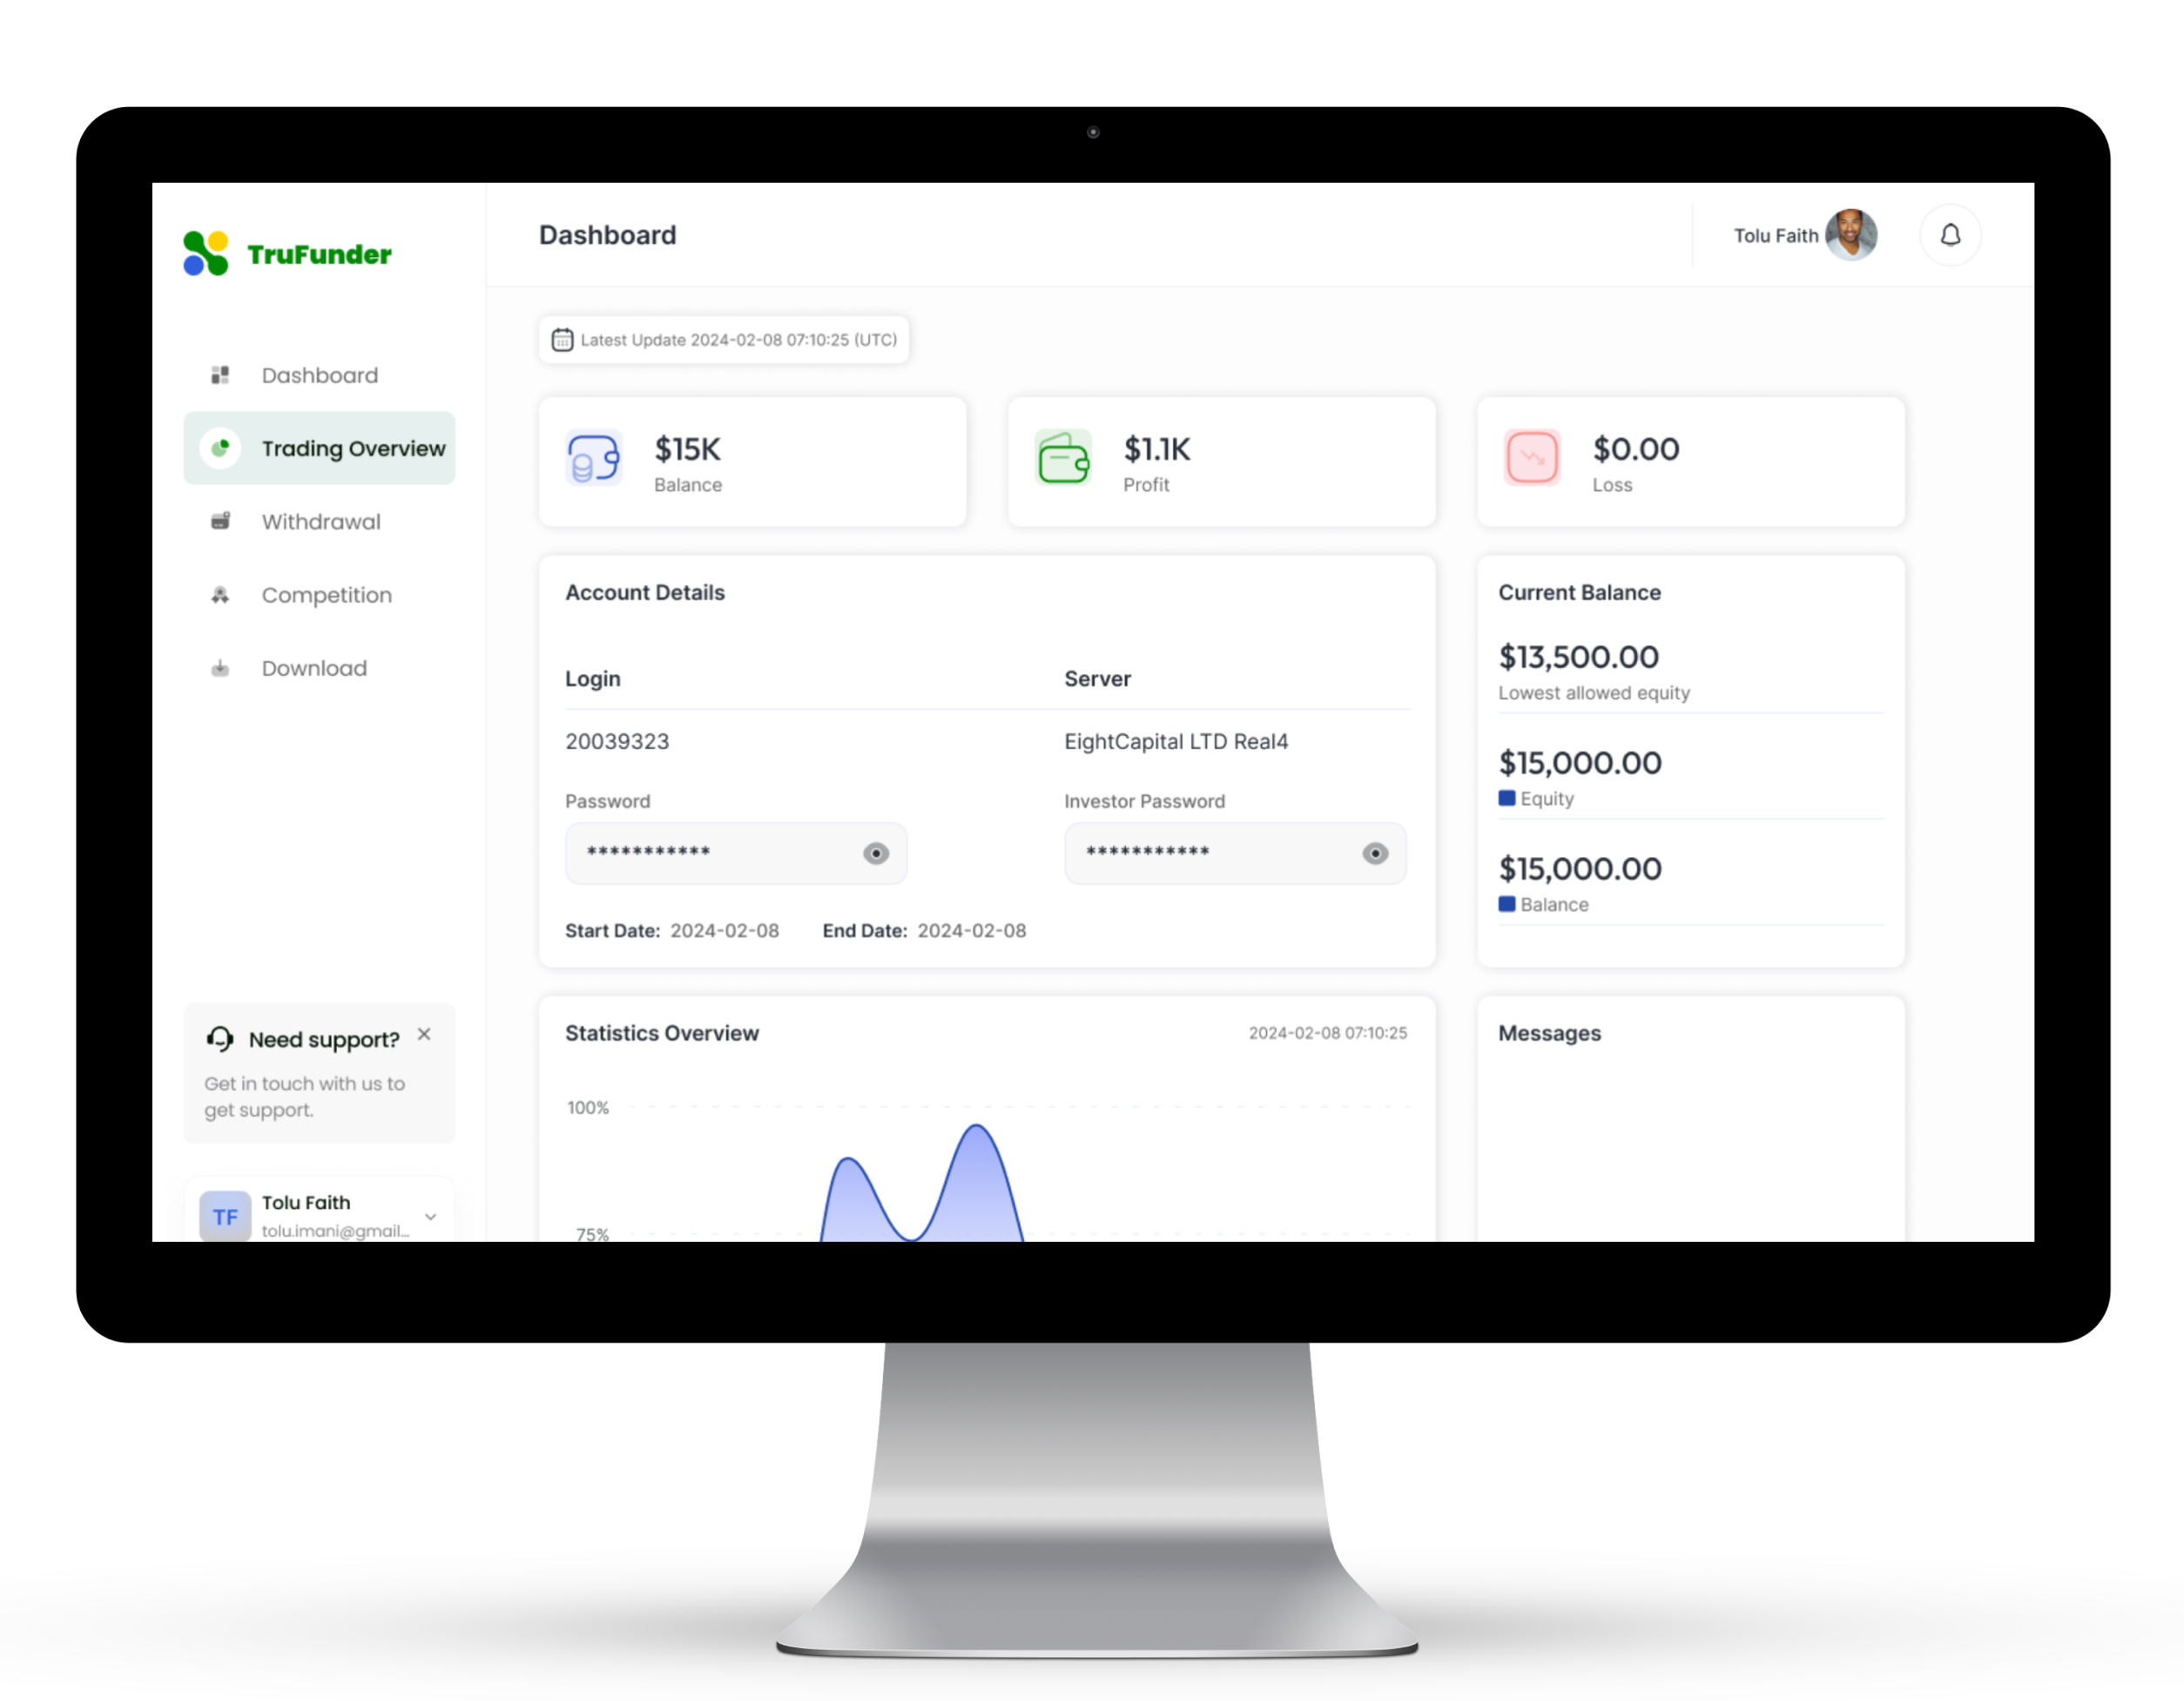 TruFunder
Dashboard
Trading Overview
Withdrawal
Competition
Download
Need support?
Get in touch with us to
get support.
TF
Tolu Faith
tolu.imani@gmail...
Dashboard
Tolu Faith
Latest Update 2024-02-08 07:10:25 (UTC)
$15K
Balance
$1.1K
Profit
$0.00
Loss
Account Details
Login
Server
20039323
EightCapital LTD Real4
Password
Investor Password
***********
***********
Start Date: 2024-02-08 End Date: 2024-02-08
Current Balance
$13,500.00
Lowest allowed equity
$15,000.00
Equity
$15,000.00
Balance
Statistics Overview
2024-02-08 07:10:25
100%
75%
Messages